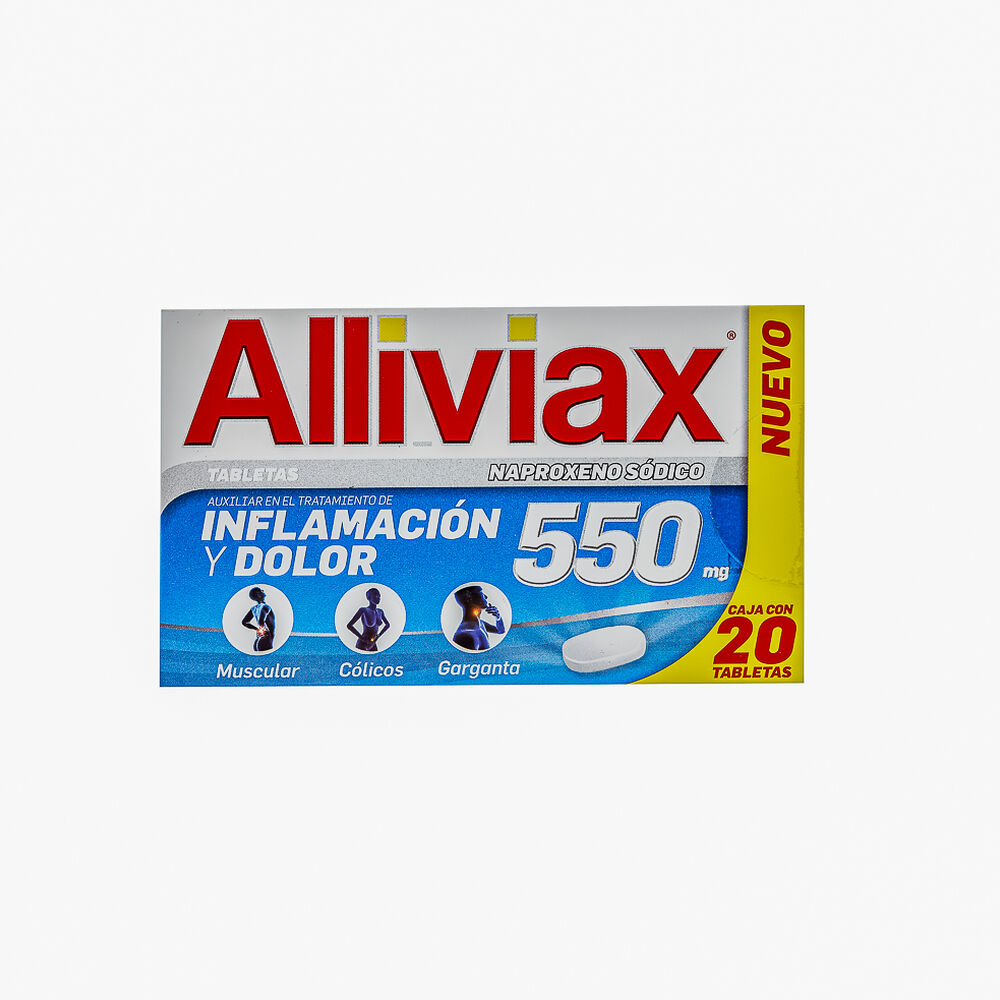 Alliviax®
NUEVO
TABLETAS
NAPROXENO SÓDICO
AUXILIAR EN EL TRATAMIENTO DE
INFLAMACIÓN
Y DOLOR
550 mg
Muscular
Cólicos
Garganta
CAJA CON
20
TABLETAS